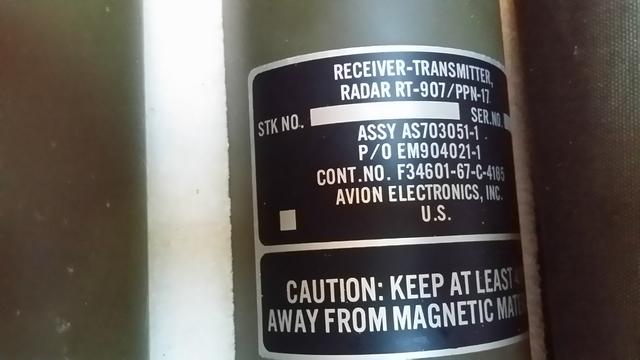 RECEIVER-TRANSMITTER,
RADAR RT-907/PPN-17
STK NO. SER.NO.
ASSY AS703051-1
P/O EM904021-1
CONT.NO. F34601-67-C-4185
AVION ELECTRONICS, INC.
U.S.
CAUTION: KEEP AT LEAST
AWAY FROM MAGNETIC